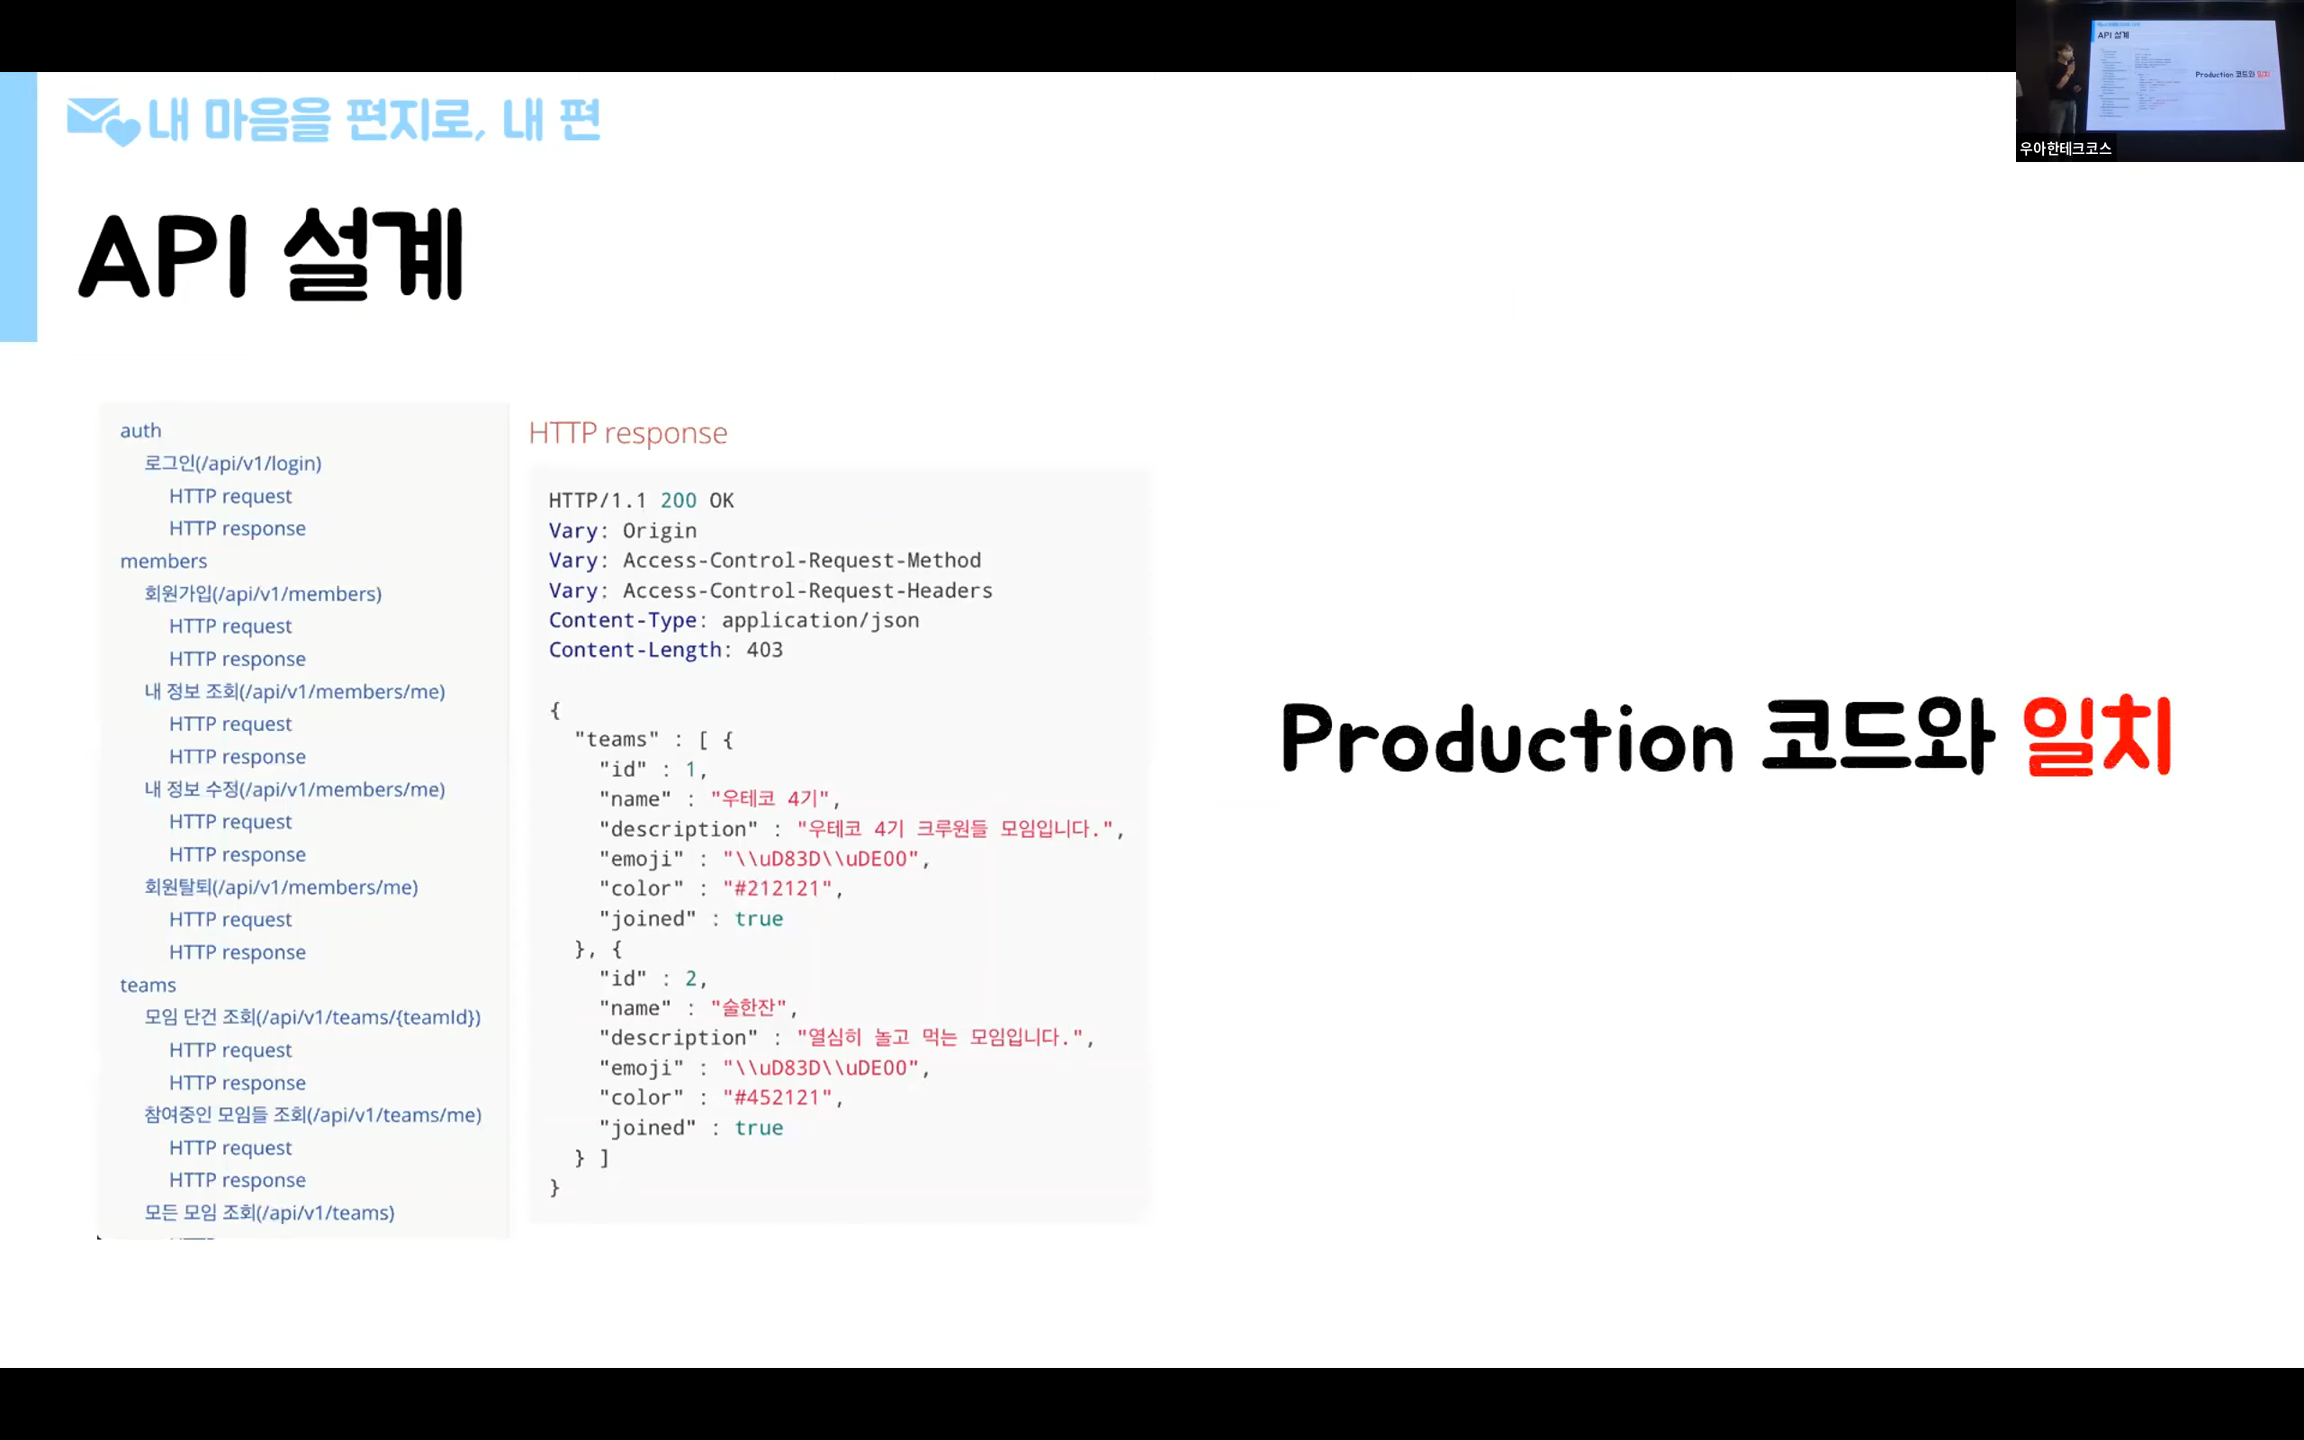 내 마음을 편지로, 내 편
API 설계
우아한테크코스
API 설계
Production 코드와 일치
auth
로그인(/api/v1/login)
HTTP request
HTTP response
members
회원가입(/api/v1/members)
HTTP request
HTTP response
내 정보 조회(/api/v1/members/me)
HTTP request
HTTP response
내 정보 수정(/api/v1/members/me)
HTTP request
HTTP response
회원탈퇴(/api/v1/members/me)
HTTP request
HTTP response
teams
모임 단건 조회(/api/v1/teams/{teamId})
HTTP request
HTTP response
참여중인 모임들 조회(/api/v1/teams/me)
HTTP request
HTTP response
모든 모임 조회(/api/v1/teams)
HTTP response
HTTP/1.1 200 OK
Vary: Origin
Vary: Access-Control-Request-Method
Vary: Access-Control-Request-Headers
Content-Type: application/json
Content-Length: 403
{
"teams" : [ {
"id" : 1,
"name" : "우테코 4기",
"description" : "우테코 4기 크루원들 모임입니다.",
"emoji" : "\\uD83D\\uDE00",
"color" : "#212121",
"joined" : true
}, {
"id" : 2,
"name" : "술한잔",
"description" : "열심히 놀고 먹는 모임입니다.",
"emoji" : "\\uD83D\\uDE00",
"color" : "#452121",
"joined" : true
} ]
}
Production 코드와 일치